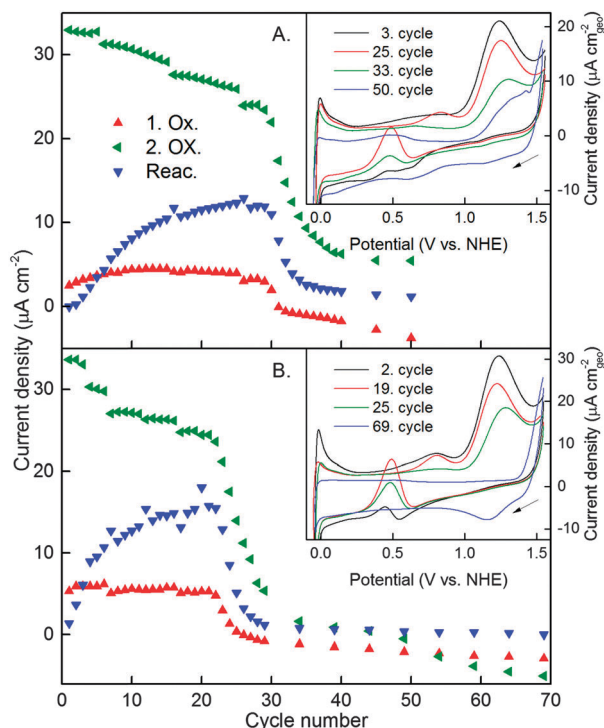 A.
1. Ox.
2. OX.
Reac.
3. cycle
25. cycle
33. cycle
50. cycle
20
10
0
-10
Current density (µA cm⁻²geo)
0.0 0.5 1.0 1.5
Potential (V vs. NHE)
30
20
10
0
Current density (µA cm⁻²)
B.
2. cycle
19. cycle
25. cycle
69. cycle
30
20
10
0
-10
Current density (µA cm⁻²geo)
0.0 0.5 1.0 1.5
Potential (V vs. NHE)
30
20
10
0
0 10 20 30 40 50 60 70
Cycle number